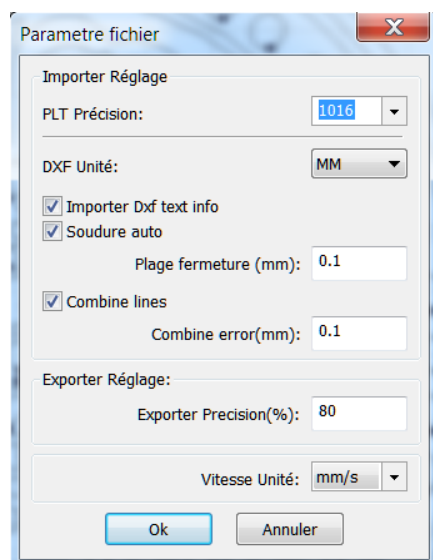 Parametre fichier
Importer Réglage
PLT Précision: 1016
DXF Unité: MM
Importer Dxf text info
Soudure auto
Plage fermeture (mm): 0.1
Combine lines
Combine error(mm): 0.1
Exporter Réglage:
Exporter Precision(%): 80
Vitesse Unité: mm/s
Ok Annuler